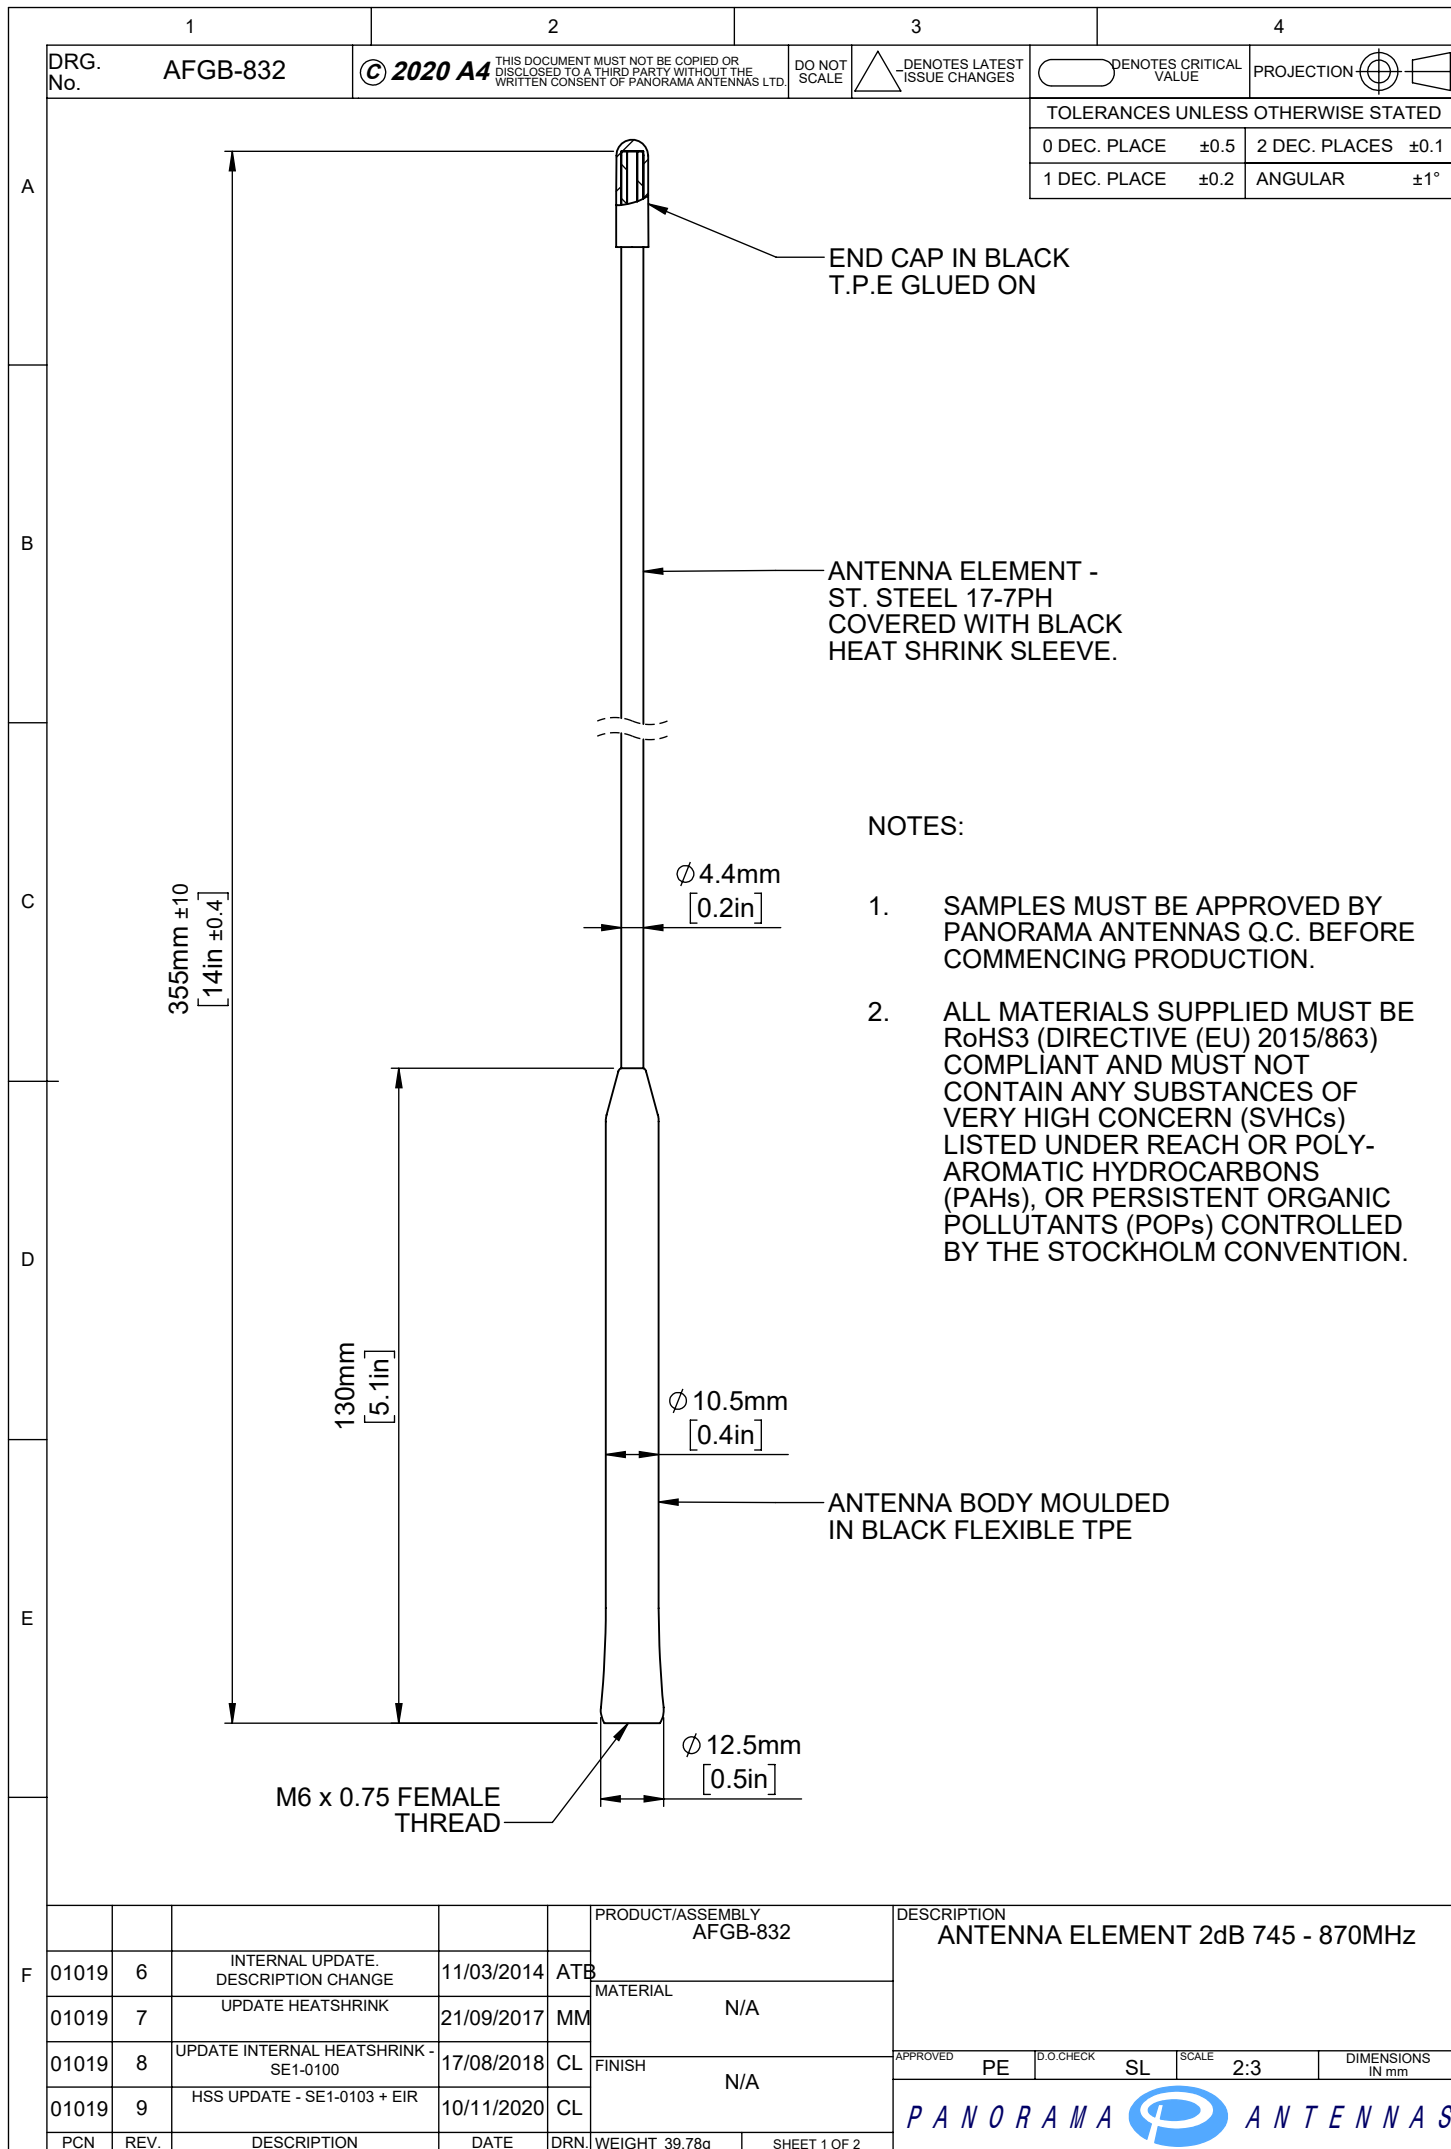 1 2 3 4
DRG.
No.
AFGB-832
© 2020 A4
THIS DOCUMENT MUST NOT BE COPIED OR
DISCLOSED TO A THIRD PARTY WITHOUT THE
WRITTEN CONSENT OF PANORAMA ANTENNAS LTD.
DO NOT
SCALE
DENOTES LATEST
ISSUE CHANGES
DENOTES CRITICAL
VALUE
PROJECTION
TOLERANCES UNLESS OTHERWISE STATED
0 DEC. PLACE ±0.5 2 DEC. PLACES ±0.1
1 DEC. PLACE ±0.2 ANGULAR ±1°
A
END CAP IN BLACK
T.P.E GLUED ON
B
ANTENNA ELEMENT -
ST. STEEL 17-7PH
COVERED WITH BLACK
HEAT SHRINK SLEEVE.
C
355mm ±10
[14in ±0.4]
Ø4.4mm
[0.2in]
NOTES:
1. SAMPLES MUST BE APPROVED BY
PANORAMA ANTENNAS Q.C. BEFORE
COMMENCING PRODUCTION.
2. ALL MATERIALS SUPPLIED MUST BE
RoHS3 (DIRECTIVE (EU) 2015/863)
COMPLIANT AND MUST NOT
CONTAIN ANY SUBSTANCES OF
VERY HIGH CONCERN (SVHCs)
LISTED UNDER REACH OR POLY-
AROMATIC HYDROCARBONS
(PAHs), OR PERSISTENT ORGANIC
POLLUTANTS (POPs) CONTROLLED
BY THE STOCKHOLM CONVENTION.
D
130mm
[5.1in]
Ø10.5mm
[0.4in]
ANTENNA BODY MOULDED
IN BLACK FLEXIBLE TPE
E
Ø12.5mm
[0.5in]
M6 x 0.75 FEMALE
THREAD
F
01019 6 INTERNAL UPDATE.
DESCRIPTION CHANGE 11/03/2014 ATB
01019 7 UPDATE HEATSHRINK 21/09/2017 MM
01019 8 UPDATE INTERNAL HEATSHRINK -
SE1-0100 17/08/2018 CL
01019 9 HSS UPDATE - SE1-0103 + EIR 10/11/2020 CL
PCN REV. DESCRIPTION DATE DRN.
PRODUCT/ASSEMBLY
AFGB-832
MATERIAL
N/A
FINISH
N/A
WEIGHT 39.78g SHEET 1 OF 2
DESCRIPTION
ANTENNA ELEMENT 2dB 745 - 870MHz
APPROVED PE D.O.CHECK SL SCALE 2:3 DIMENSIONS
IN mm
PANORAMA ANTENNAS